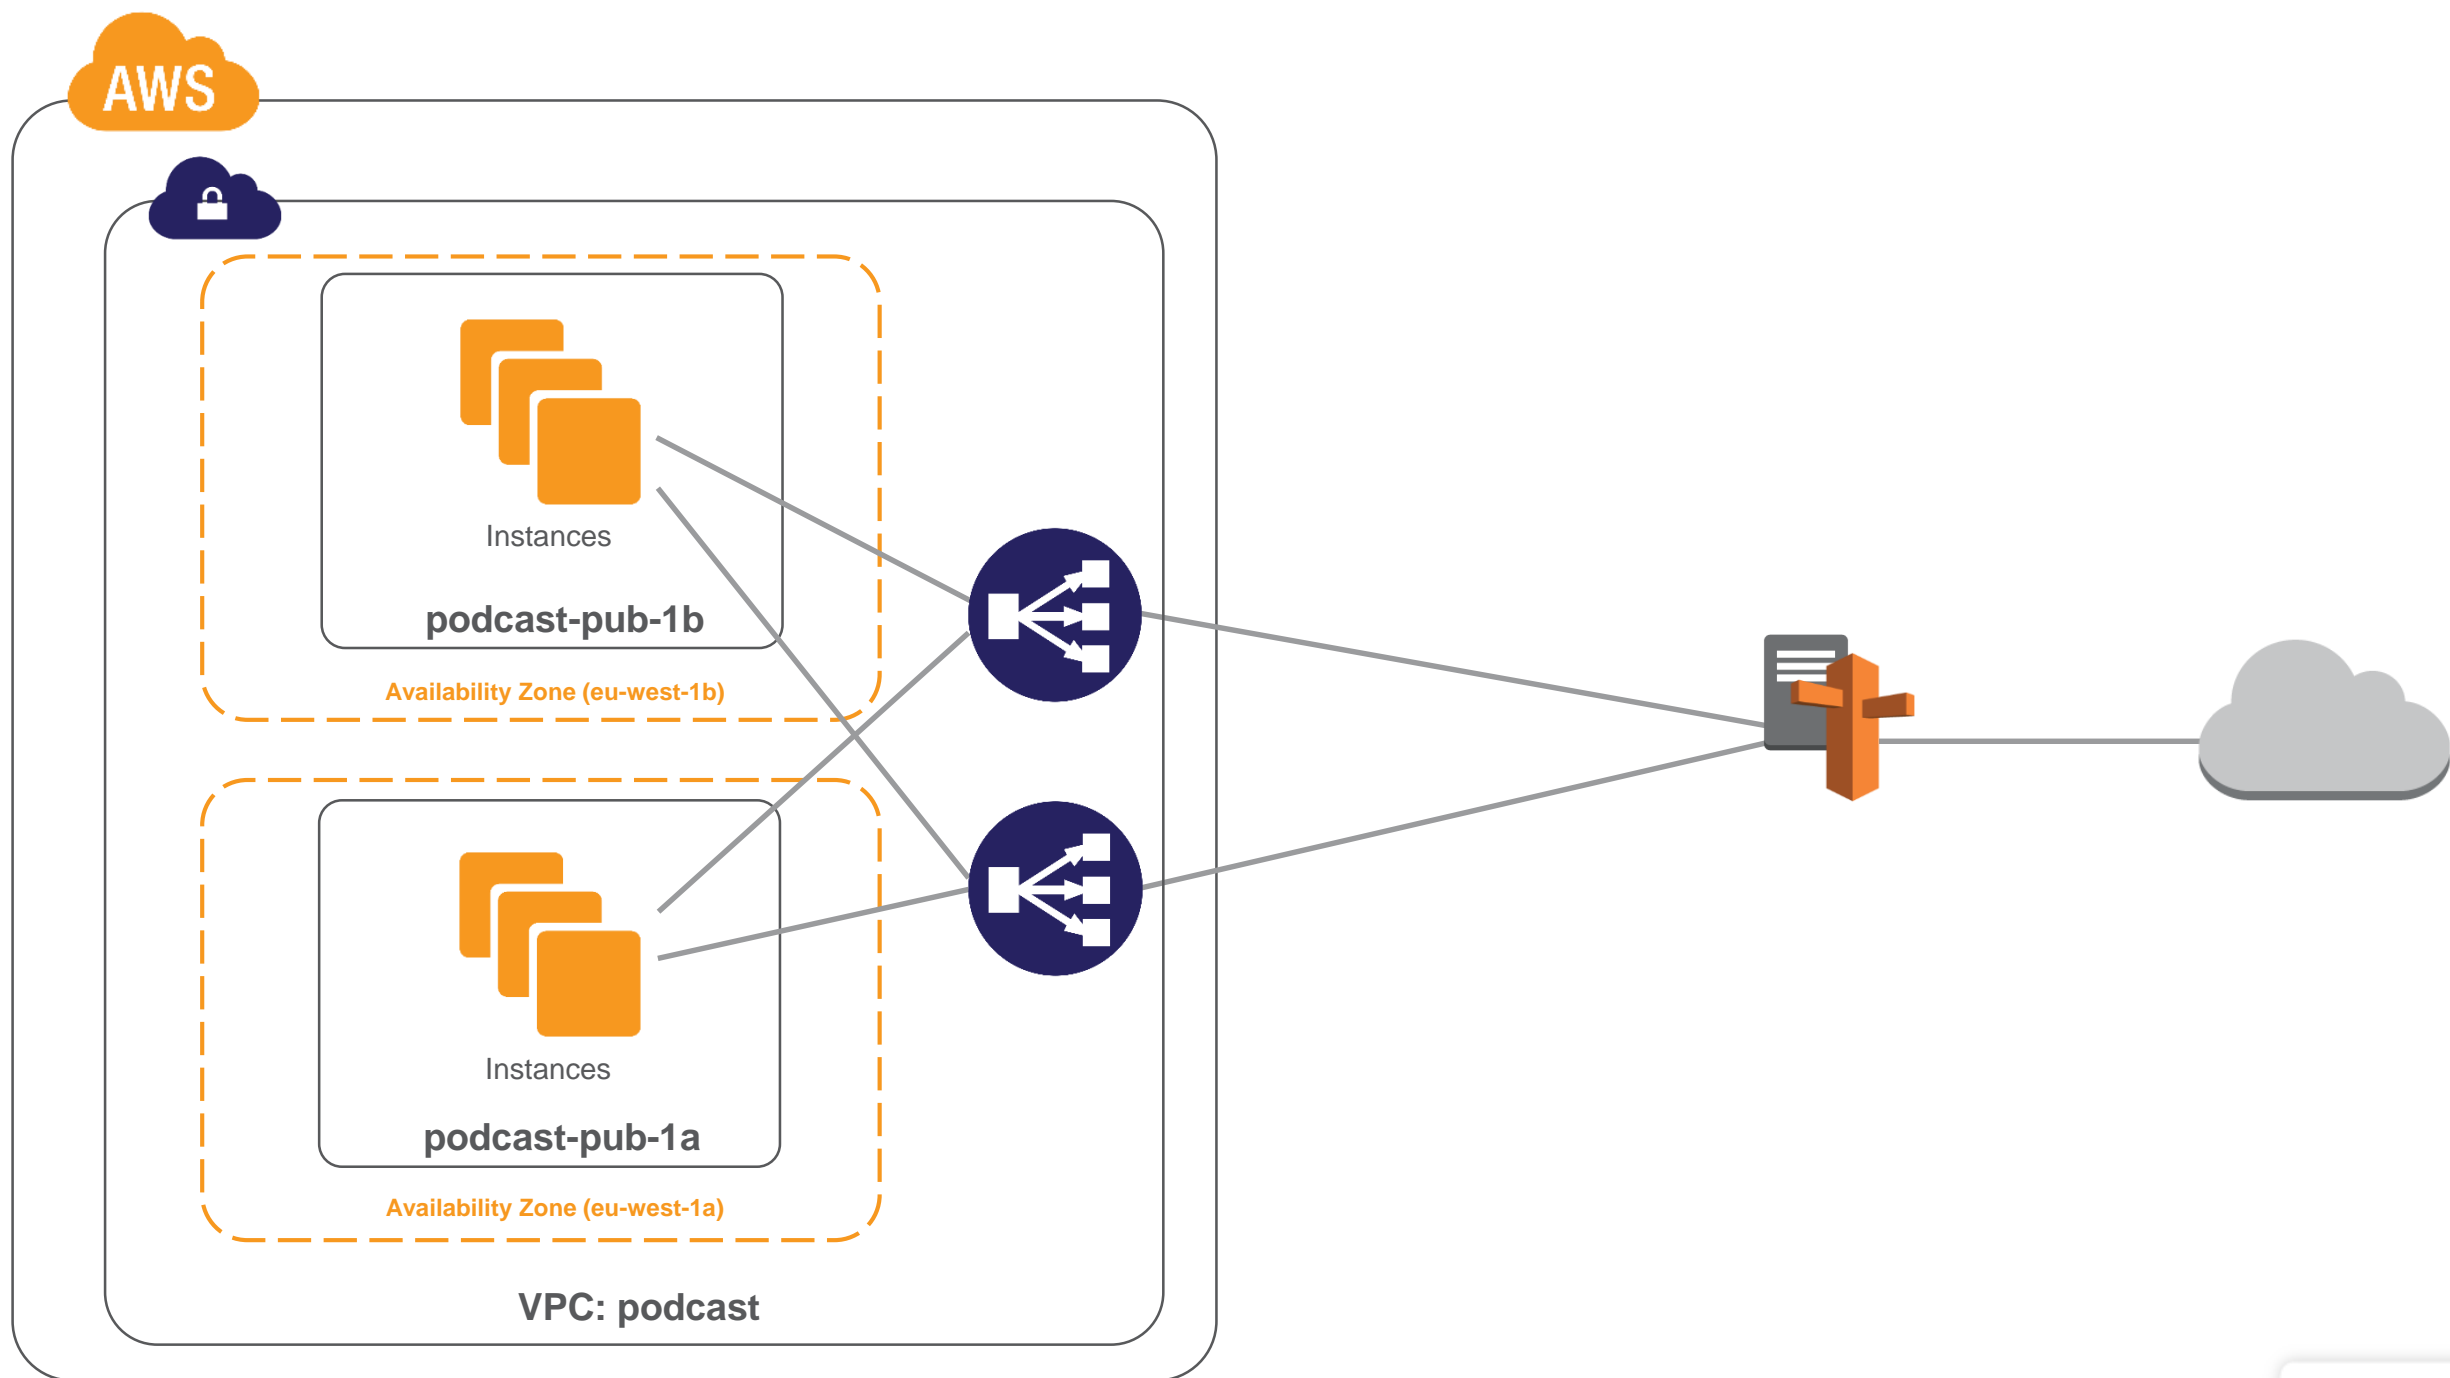 AWS
Instances
podcast-pub-1b
Availability Zone (eu-west-1b)
Instances
podcast-pub-1a
Availability Zone (eu-west-1a)
VPC: podcast